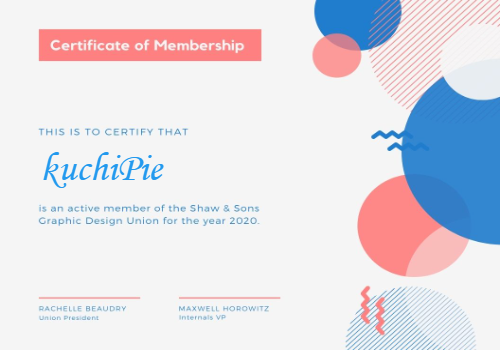 Certificate of Membership
THIS IS TO CERTIFY THAT
kuchiPie
is an active member of the Shaw & Sons
Graphic Design Union for the year 2020.
RACHELLE BEAUDRY
Union President
MAXWELL HOROWITZ
Internals VP